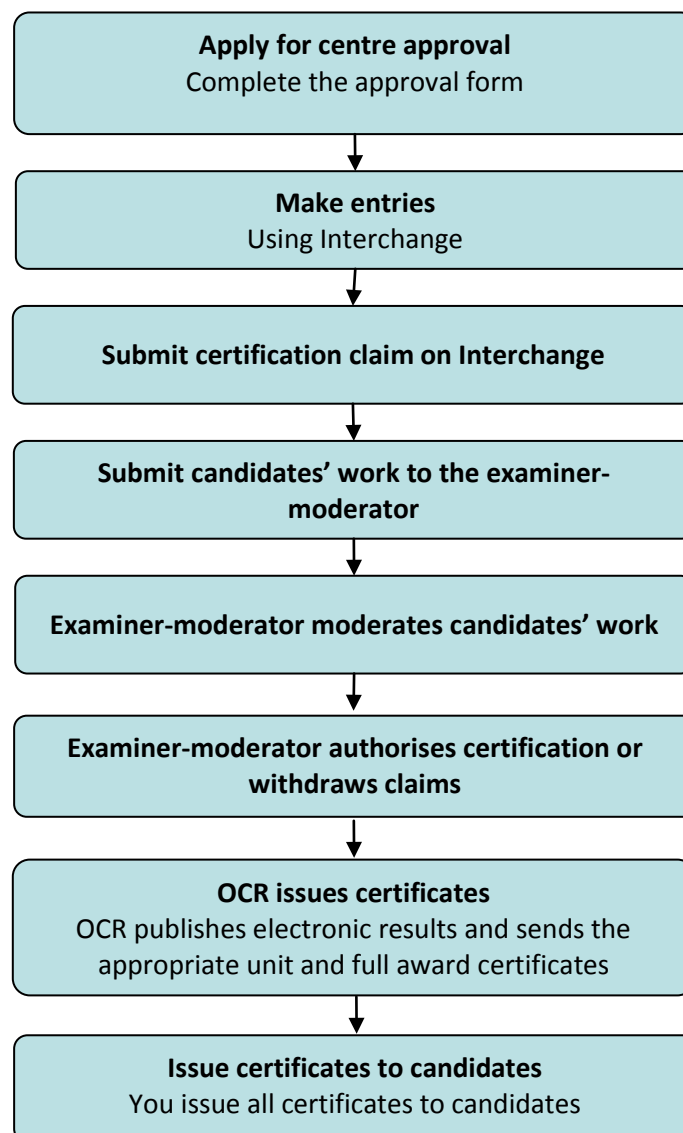 Apply for centre approval
Complete the approval form
Make entries
Using Interchange
Submit certification claim on Interchange
Submit candidates’ work to the examiner-
moderator
Examiner-moderator moderates candidates’ work
Examiner-moderator authorises certification or
withdraws claims
OCR issues certificates
OCR publishes electronic results and sends the
appropriate unit and full award certificates
Issue certificates to candidates
You issue all certificates to candidates